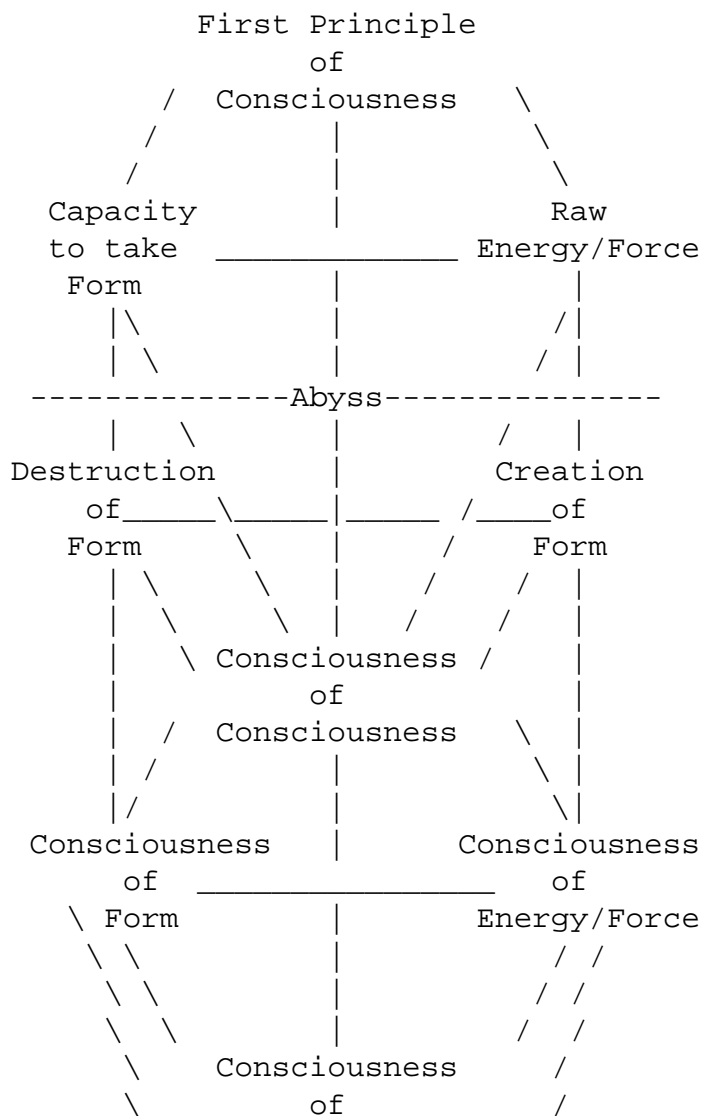 First Principle
of
Consciousness
Capacity Raw
to take Energy/Force
Form
Abyss
Destruction Creation
of of
Form Form
Consciousness
of
Consciousness
Consciousness Consciousness
of of
Form Energy/Force
Consciousness
of